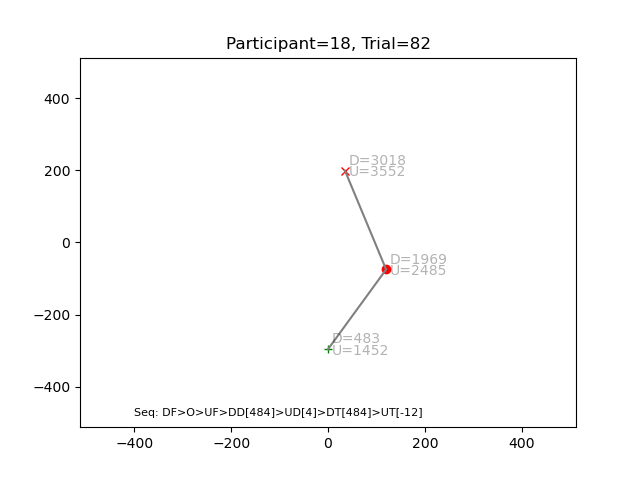 Participant=18, Trial=82
400
200
0
−200
−400
D=3018
U=3552
D=1969
U=2485
D=483
U=1452
Seq: DF>O>UF>DD[484]>UD[4]>DT[484]>UT[-12]
−400
−200
0
200
400